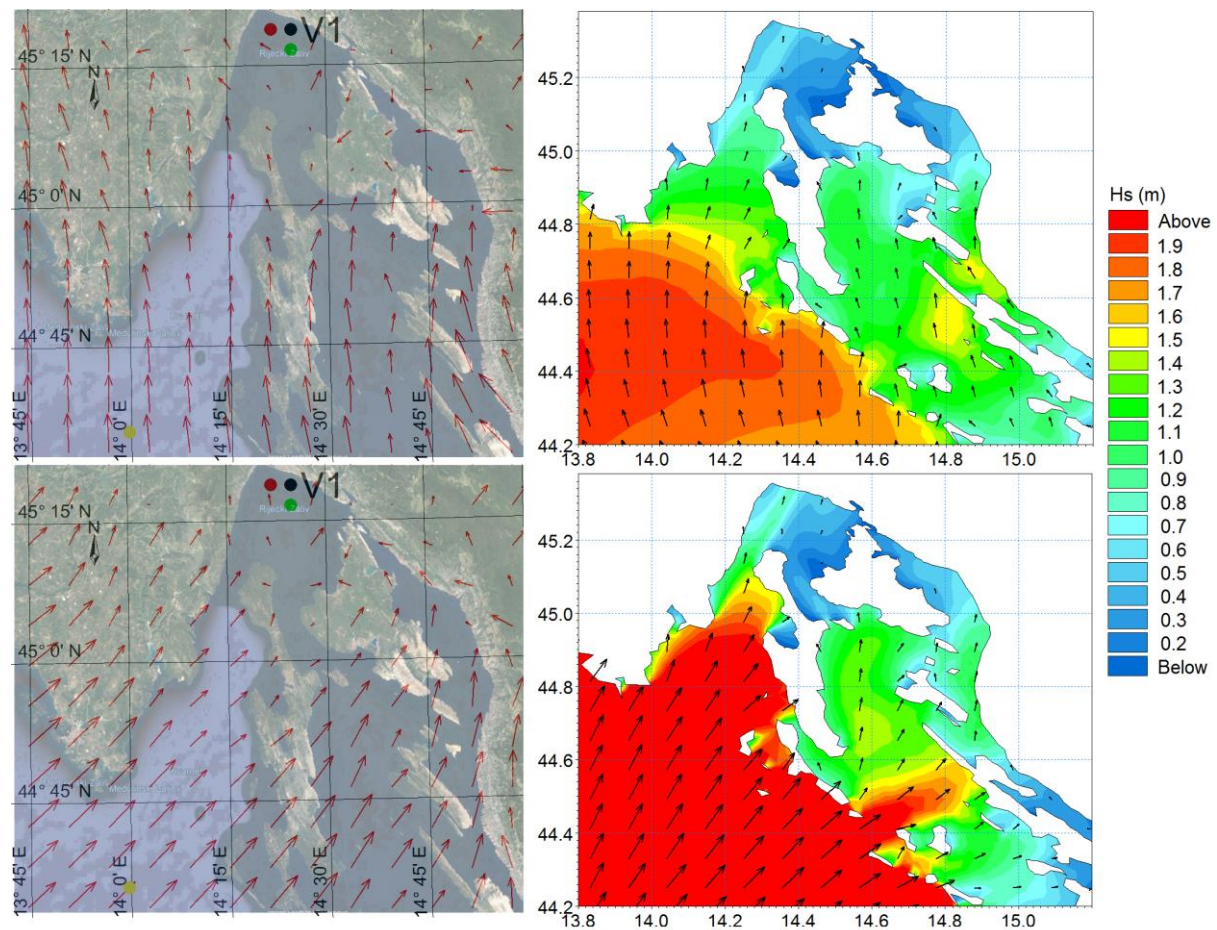 V1
Riječki Zaljev
45° 15' N
N
45° 0' N
44° 45' N
13° 45' E
14° 0' E
14° 15' E
14° 30' E
14° 45' E
45.2
45.0
44.8
44.6
44.4
44.2
13.8 14.0 14.2 14.4 14.6 14.8 15.0
Hs (m)
Above
1.9
1.8
1.7
1.6
1.5
1.4
1.3
1.2
1.1
1.0
0.9
0.8
0.7
0.6
0.5
0.4
0.3
0.2
Below
V1
45° 15' N
N
45° 0' N
44° 45' N
13° 45' E
14° 0' E
14° 15' E
14° 30' E
14° 45' E
45.2
45.0
44.8
44.6
44.4
44.2
13.8 14.0 14.2 14.4 14.6 14.8 15.0